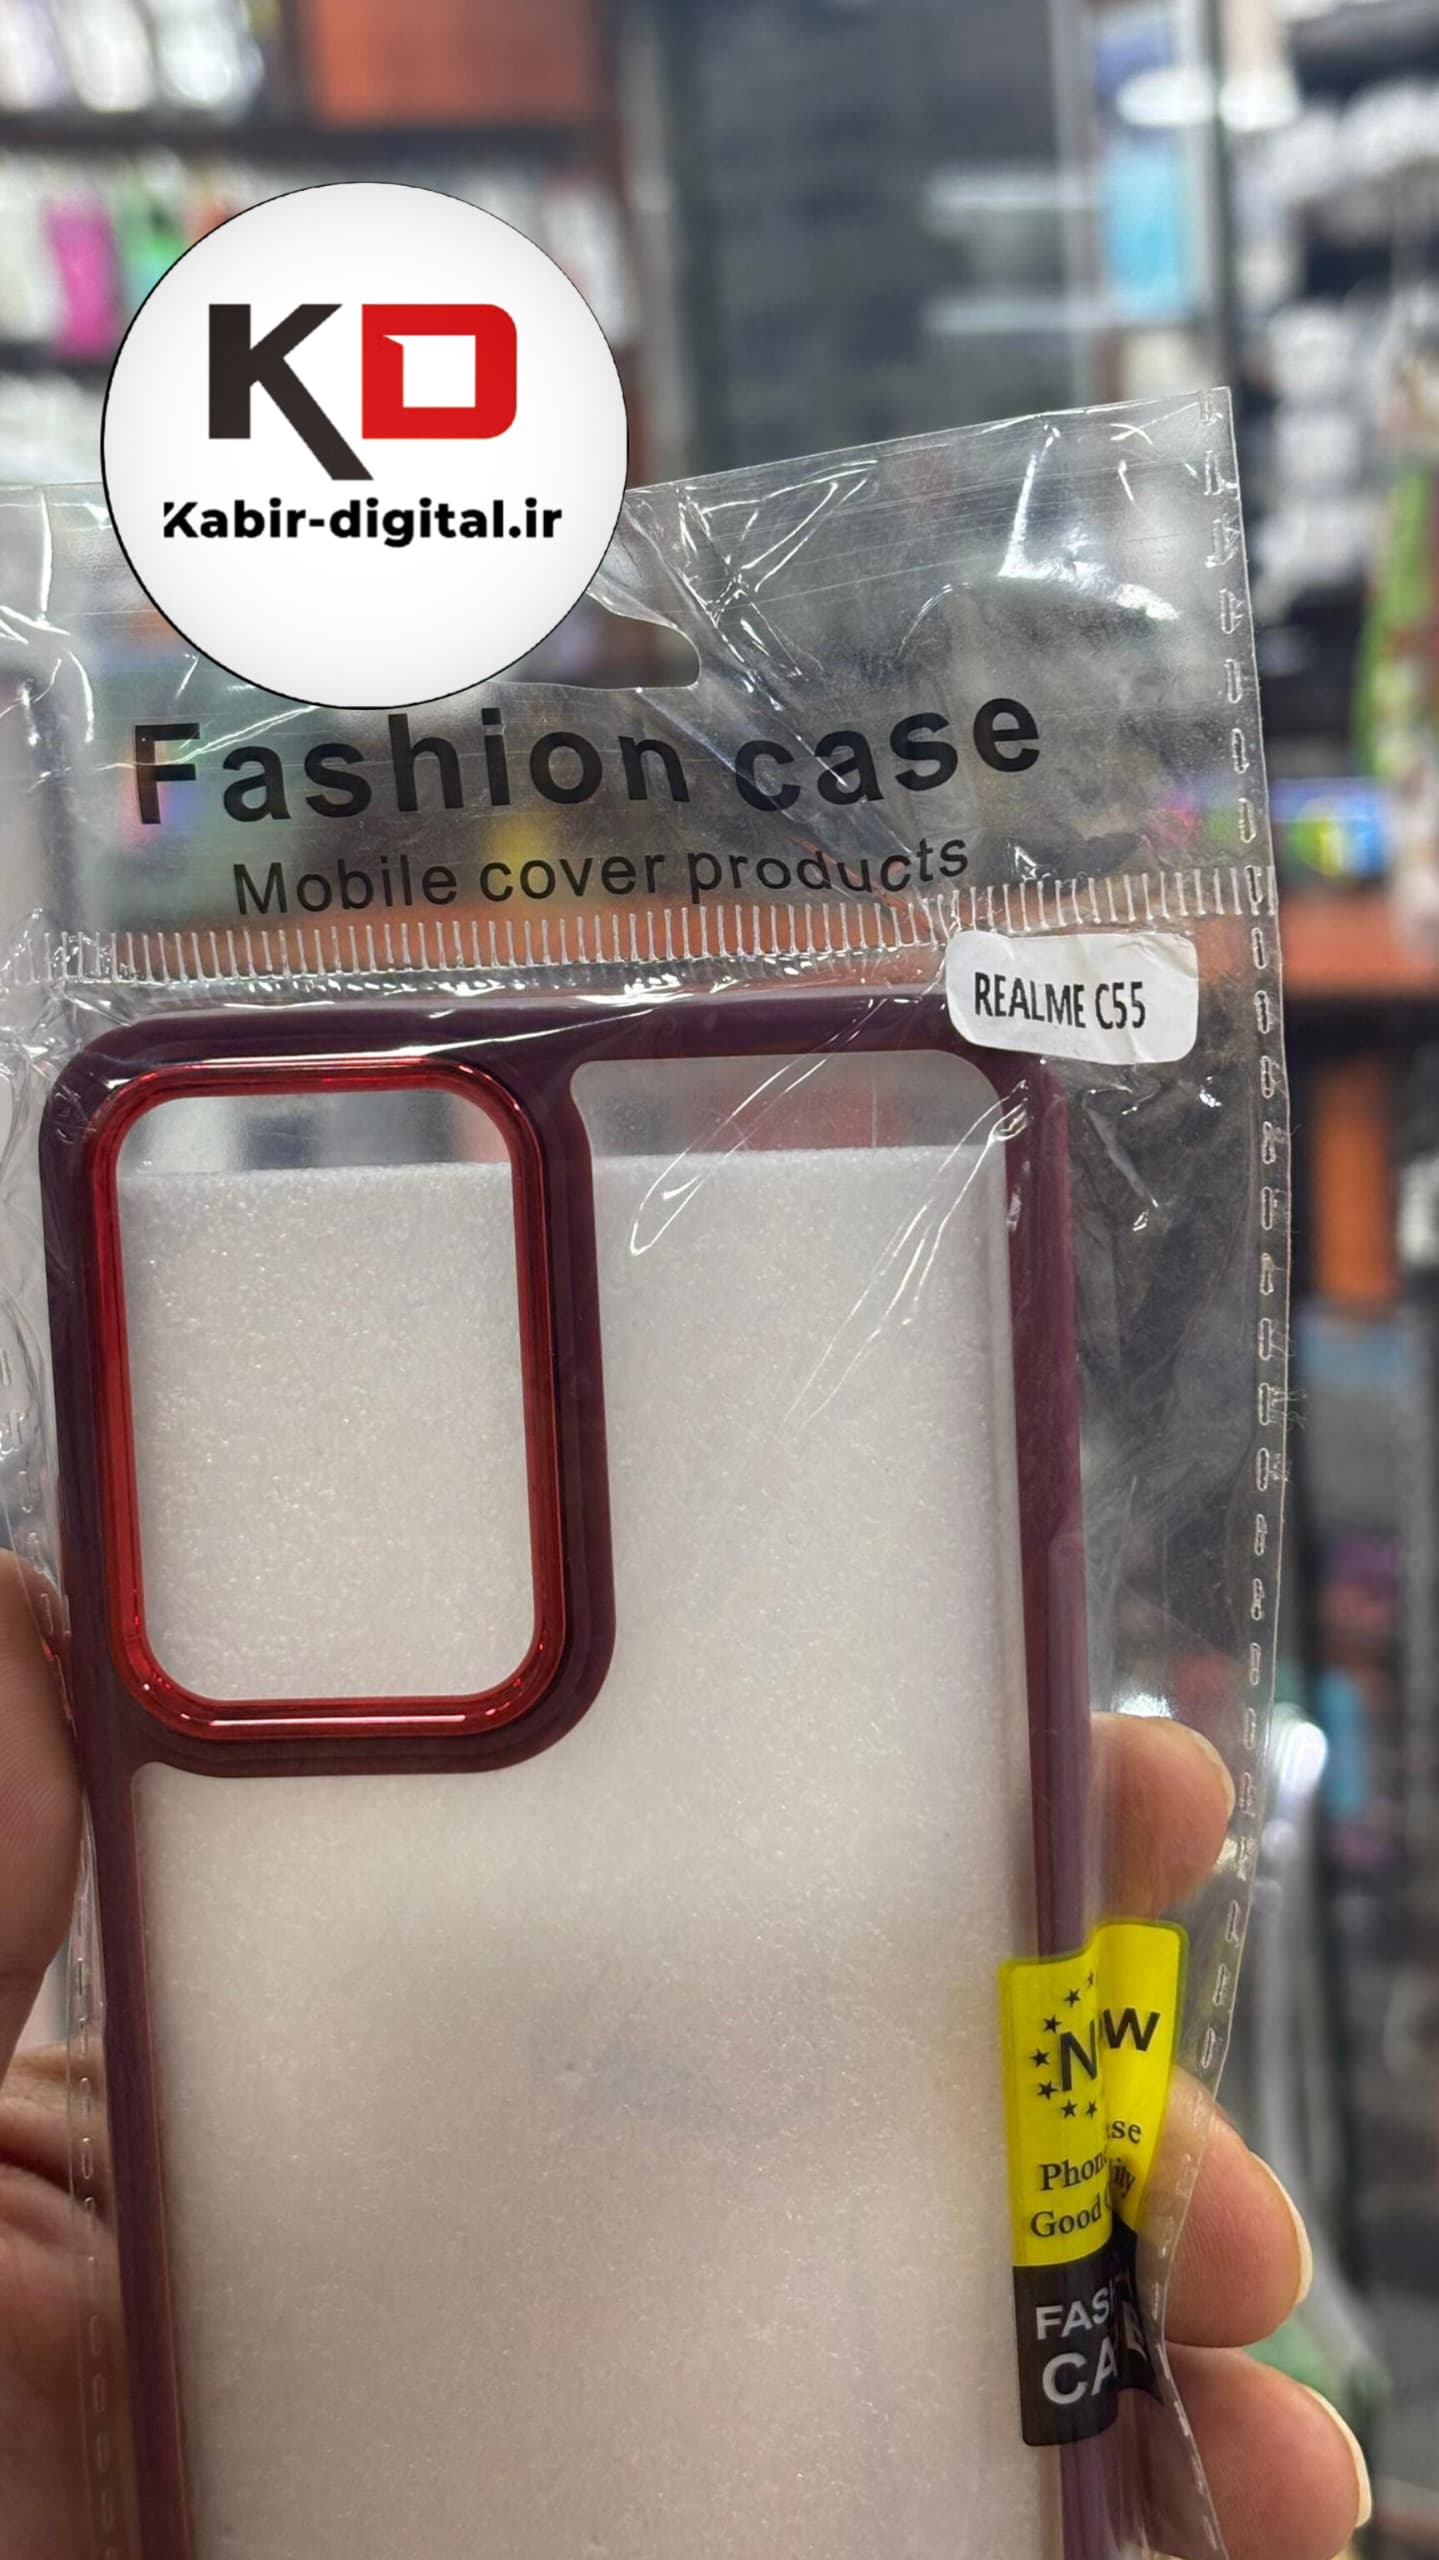 KD
Kabir-digital.ir
Fashion case
Mobile cover products
REALME C55
Phon
Good
FAS
CA